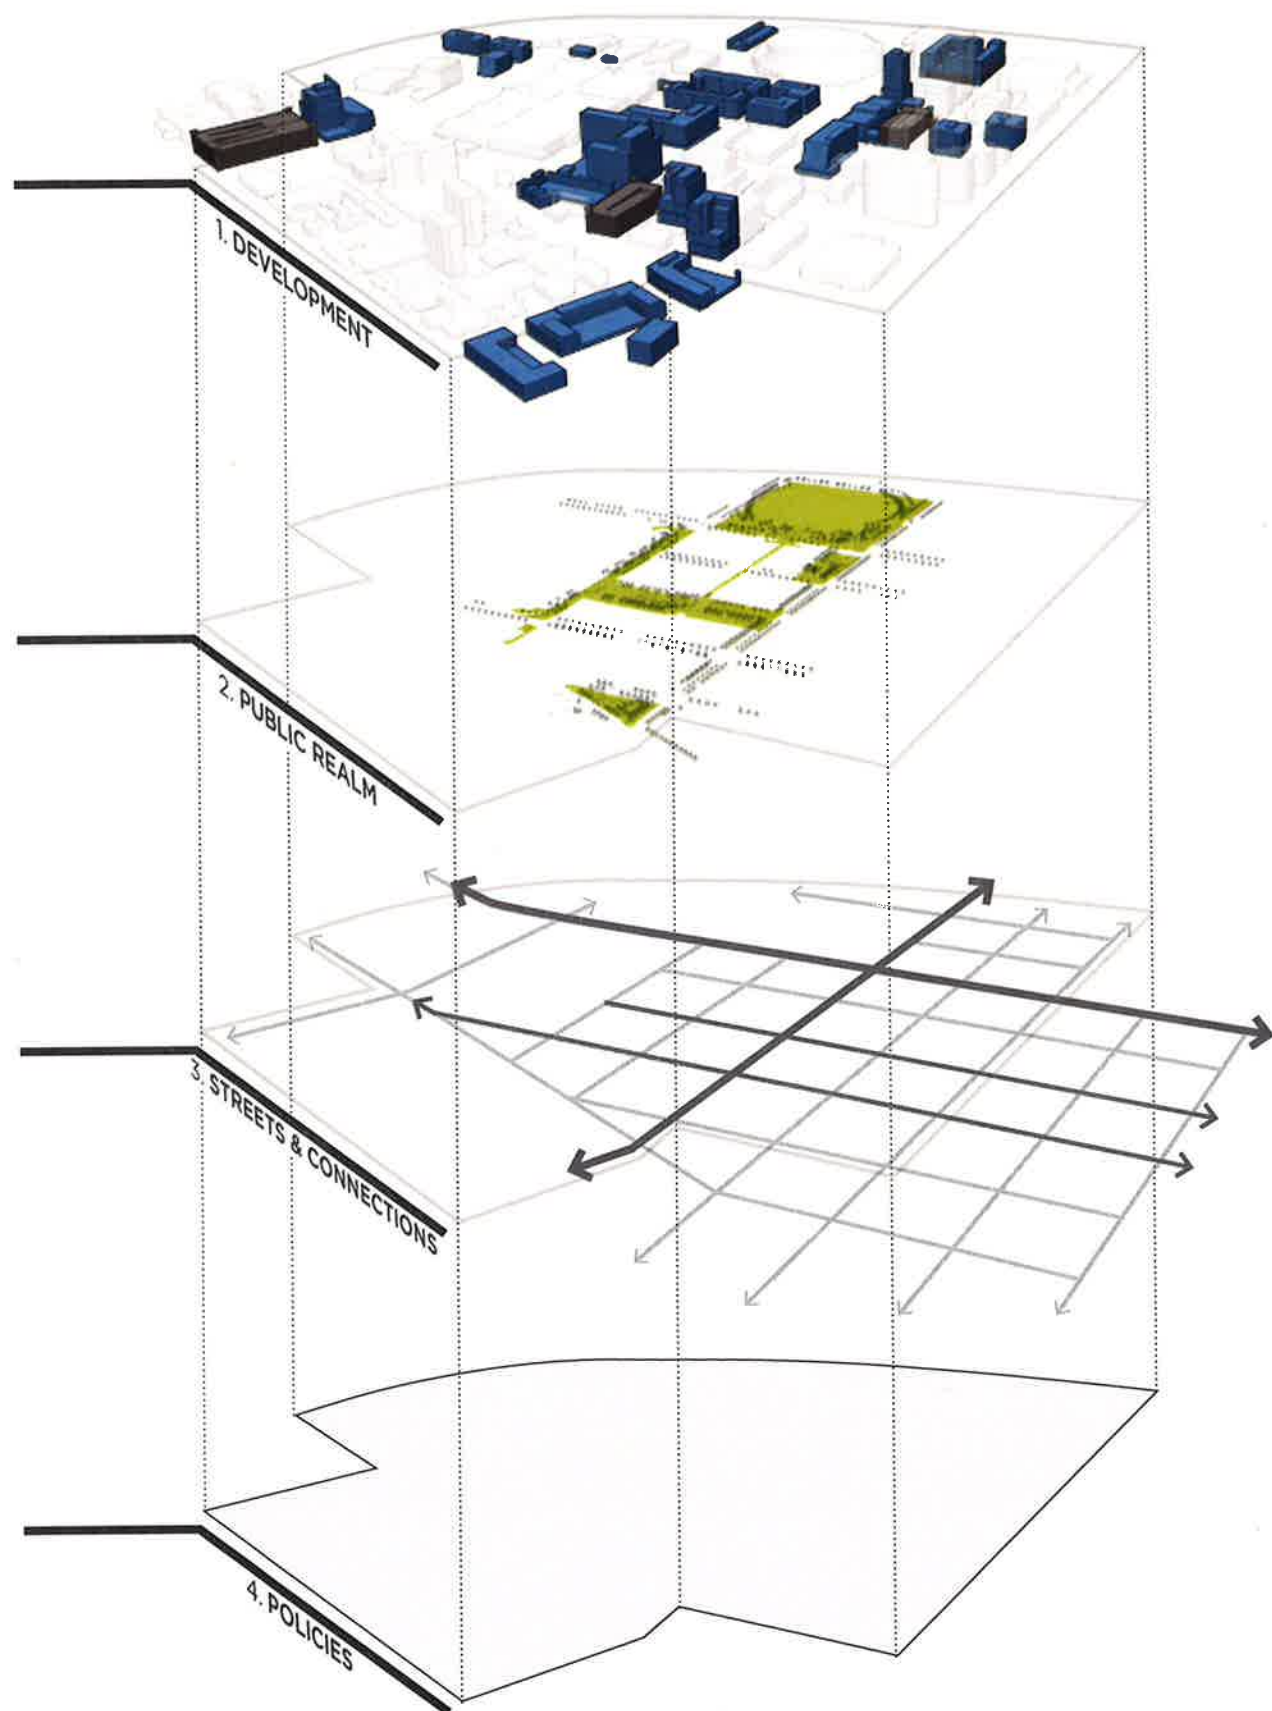 1. DEVELOPMENT
2. PUBLIC REALM
3. STREETS & CONNECTIONS
4. POLICIES